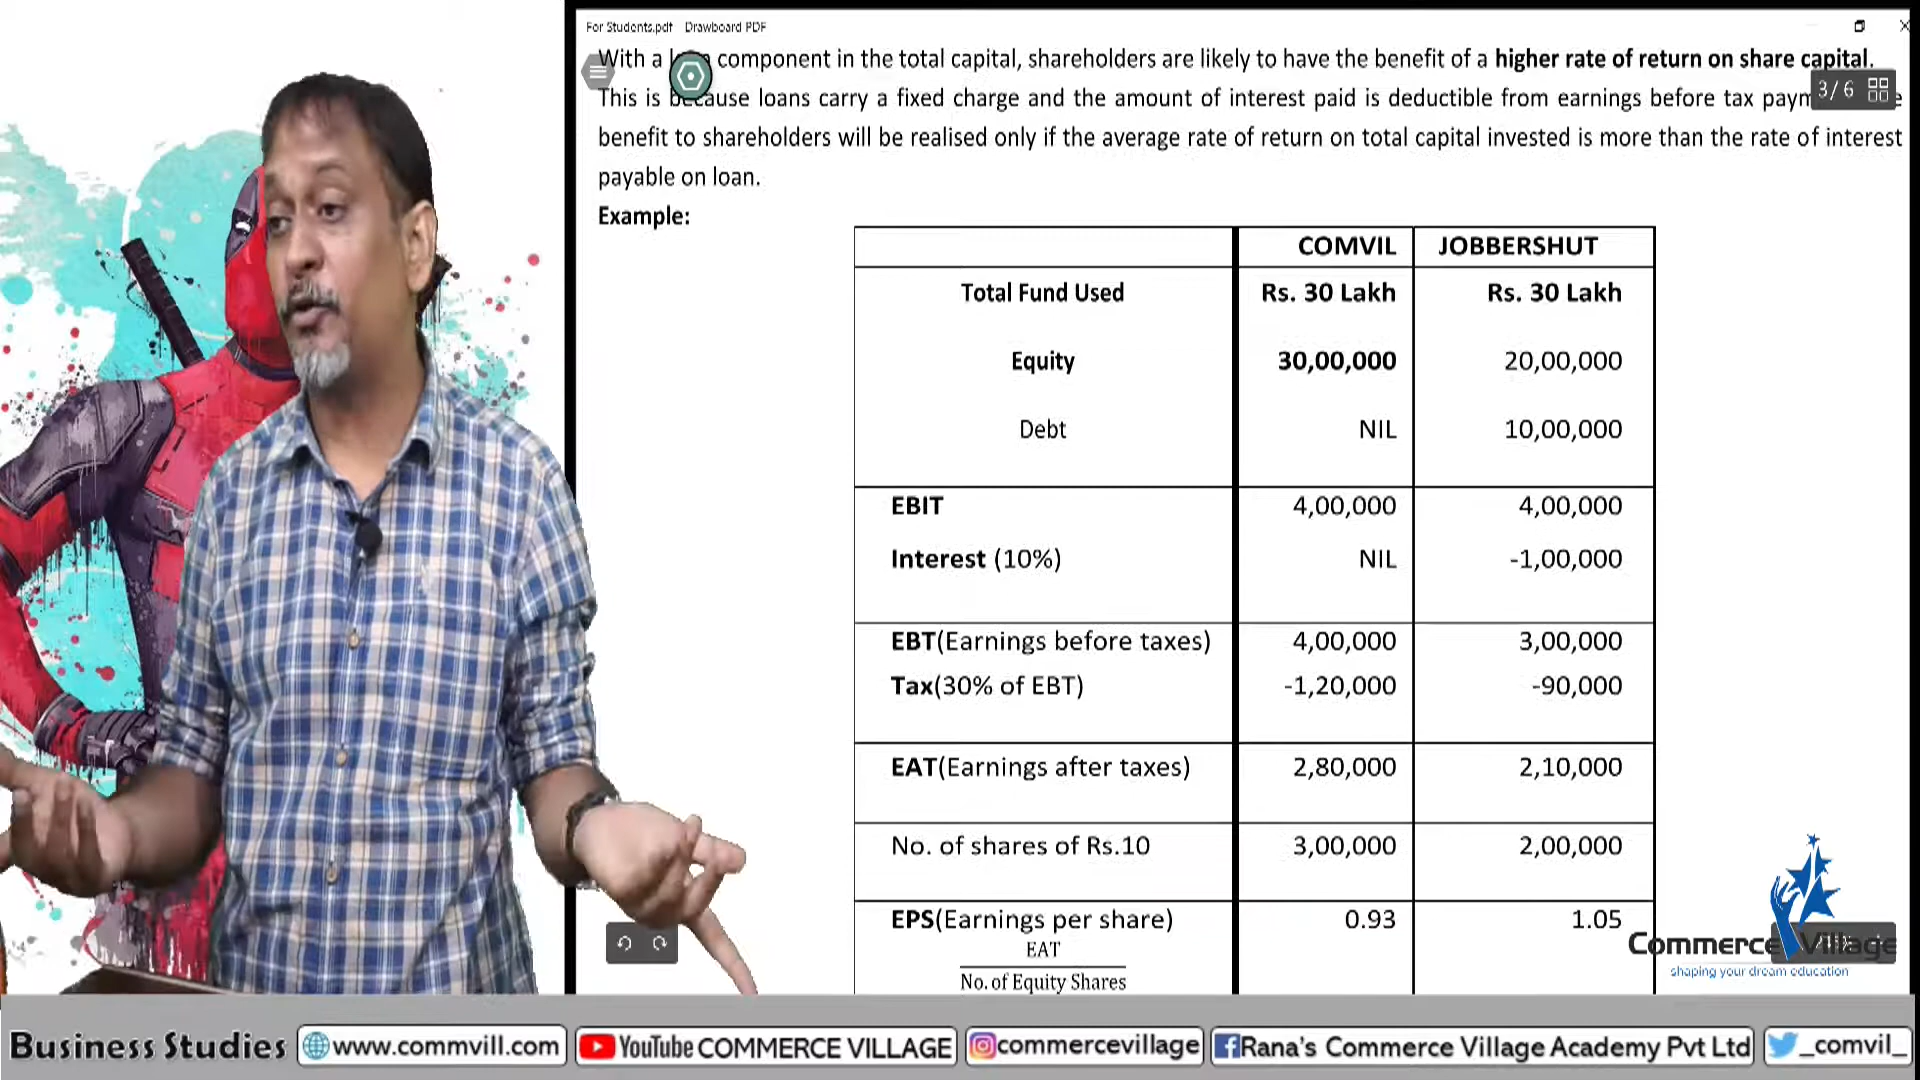 For Students.pdf Drawboard PDF
With a component in the total capital, shareholders are likely to have the benefit of a higher rate of return on share capital.
3/6
This is because loans carry a fixed charge and the amount of interest paid is deductible from earnings before tax
benefit to shareholders will be realised only if the average rate of return on total capital invested is more than the rate of interest
payable on loan.
Example:
COMVIL JOBBERSHUT
Total Fund Used Rs. 30 Lakh Rs. 30 Lakh
Equity 30,00,000 20,00,000
Debt NIL 10,00,000
EBIT 4,00,000 4,00,000
Interest (10%) NIL -1,00,000
EBT(Earnings before taxes) 4,00,000 3,00,000
Tax(30% of EBT) -1,20,000 -90,000
EAT(Earnings after taxes) 2,80,000 2,10,000
No. of shares of Rs.10 3,00,000 2,00,000
EPS(Earnings per share) 0.93 1.05
EAT
No. of Equity Shares
Commerce Village
shaping your dream education
Business Studies www.commvill.com YouTube COMMERCE VILLAGE commercevillage Rana's Commerce Village Academy Pvt Ltd _comvil_